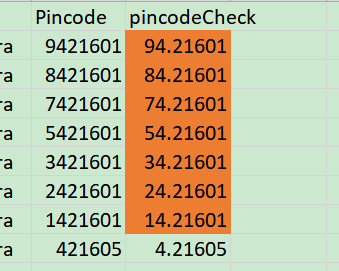 Pincode pincodeCheck
ra 9421601 94.21601
ra 8421601 84.21601
ra 7421601 74.21601
ra 5421601 54.21601
ra 3421601 34.21601
ra 2421601 24.21601
ra 1421601 14.21601
ra 421605 4.21605